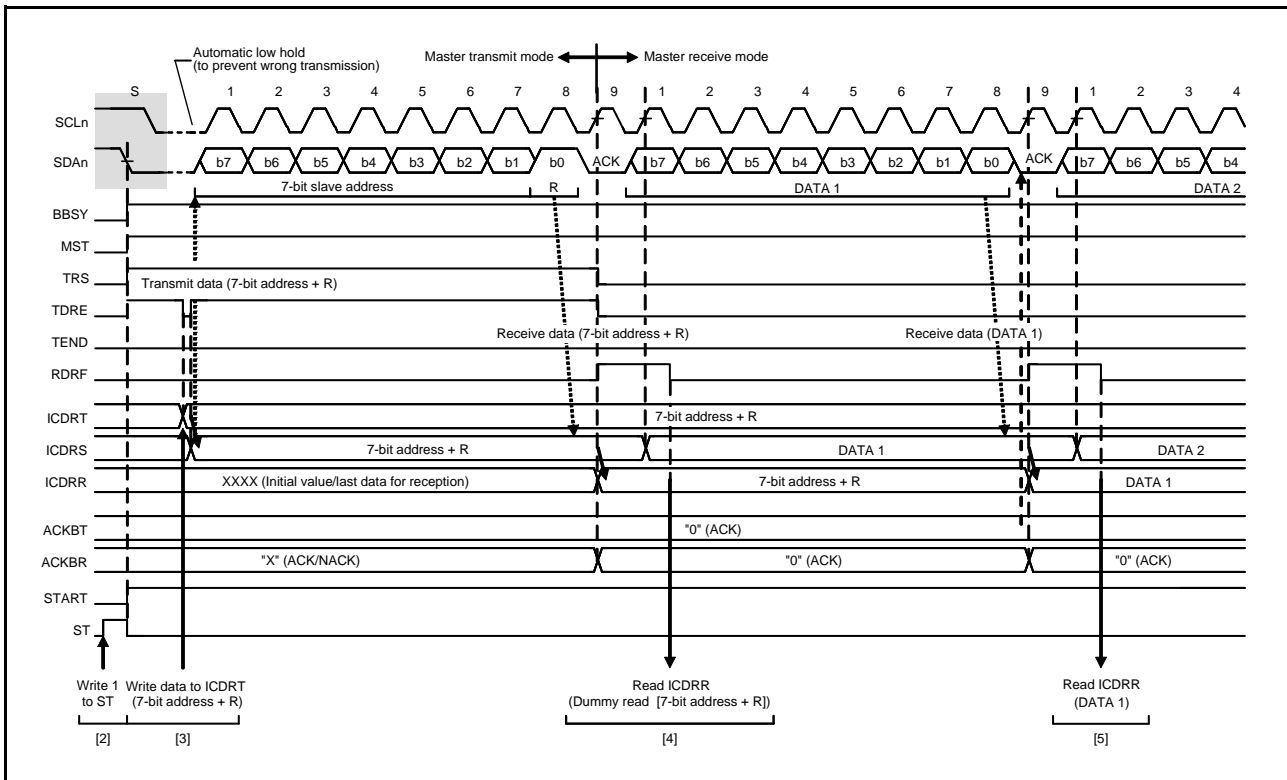 Automatic low hold
(to prevent wrong transmission)
Master transmit mode
Master receive mode
S 1 2 3 4 5 6 7 8 9 1 2 3 4 5 6 7 8 9 1 2 3 4
SCLn
SDAn b7 b6 b5 b4 b3 b2 b1 b0 ACK b7 b6 b5 b4 b3 b2 b1 b0 ACK b7 b6 b5 b4
7-bit slave address R DATA 1 DATA 2
BBSY
MST
TRS
Transmit data (7-bit address + R)
TDRE
Receive data (7-bit address + R) Receive data (DATA 1)
TEND
RDRF
ICDRT 7-bit address + R
ICDRS 7-bit address + R DATA 1 DATA 2
ICDRR XXXX (Initial value/last data for reception) 7-bit address + R DATA 1
ACKBT "0" (ACK)
ACKBR "X" (ACK/NACK) "0" (ACK) "0" (ACK)
START
ST
Write 1
to ST
Write data to ICDRT
(7-bit address + R)
Read ICDRR
(Dummy read [7-bit address + R])
Read ICDRR
(DATA 1)
[2] [3] [4] [5]